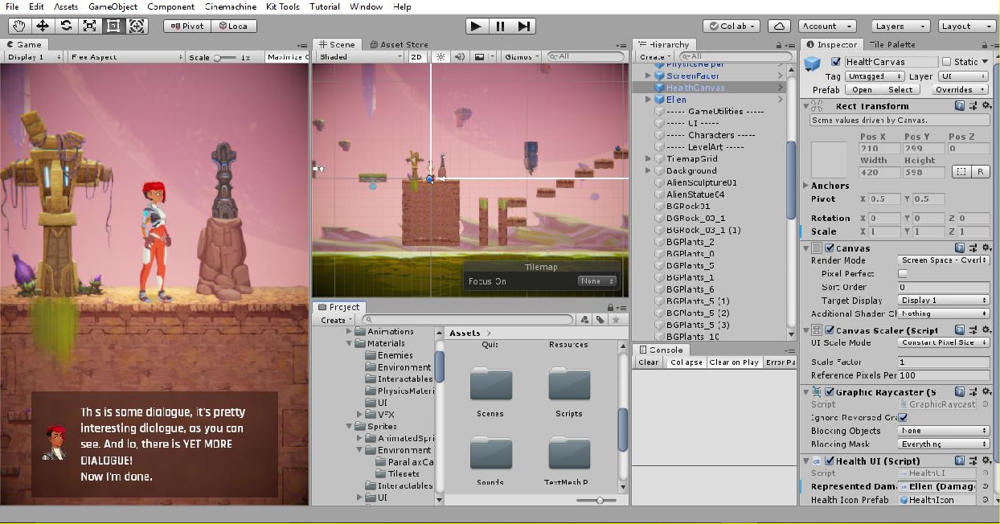 File Edit Assets GameObject Component Cinemachine Kit Tools Tutorial Window Help
Pivot Loca Collab Account Layers Layout
Game
Display 1 Free Aspect Scale 1x Maximize
Th s is some dialogue, it's pretty
interesting dialogue, as you can
see. And lo, there is YET MORE
DIALOGUE!
Now I'm done.
Scene Asset Store
Shaded 2D Gizmos All
Tilemap
Focus On None
Project
Create
Animations
Materials
Enemies
Environment
Interactables
PhysicsMateri
UI
VFX
Sprites
AnimatedSpri
Environment
ParallaxCa
Tilesets
Interactables
UI
Assets
Quis Resources
Scenes Scripts
Sounds TextMesh P
Hierarchy
Create All
PhysicsHelper
ScreenFader
HealthCanvas
Ellen
----- GameUtilities -----
----- UI -----
----- Characters -----
----- LevelArt -----
TilemapGrid
Background
AlienSculpture01
AlienStatue04
BGRock01
BGRock_03_1
BGRock_03_1 (1)
BGPlants_2
BGPlants_0
BGPlants_5
BGPlants_1
BGPlants_6
BGPlants_5 (1)
BGPlants_5 (2)
BGPlants_5 (3)
BGPlants_10
Console
Clear Collapse Clear on Play Error Pa
Inspector Tile Palette
HealthCanvas Static
Tag Untagged Layer UI
Prefab Open Select Overrides
Rect Transform
Some values driven by Canvas.
Pos X Pos Y Pos Z
210 299 0
Width Height
420 598 R
Anchors
Pivot X 0.5 Y 0.5
Rotation X 0 Y 0 Z 0
Scale X 1 Y 1 Z 1
Canvas
Render Mode Screen Space - Overl
Pixel Perfect
Sort Order 0
Target Display Display 1
Additional Shader Ch Nothing
Canvas Scaler (Script
UI Scale Mode Constant Pixel Size
Scale Factor 1
Reference Pixels Per 100
Graphic Raycaster (S
Script GraphicRaycast
Ignore Reversed Gra
Blocking Objects None
Blocking Mask Everything
Health UI (Script)
Script HealthUI
Represented Dam Ellen (Damag
Health Icon Prefab HealthIcon